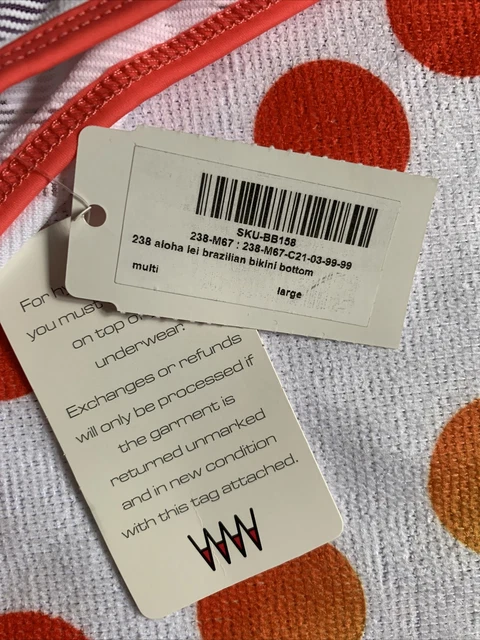 SKU-BB158
238-M67 : 238-M67-C21-03-99-99
238 aloha lei brazilian bikini bottom
multi
large
For
you must
on top of
underwear.
Exchanges or refunds
will only be processed if
the garment is
returned unmarked
and in new condition
with this tag attached.